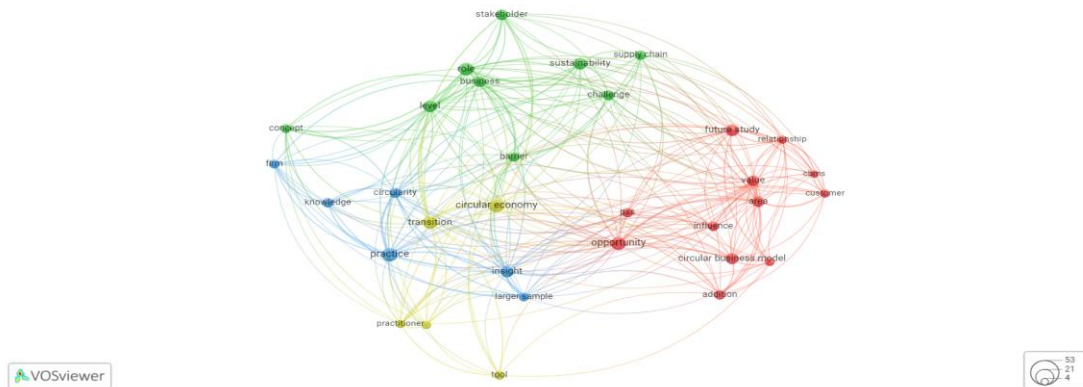 stakeholder
supply chain
sustainability
role
business
challenge
level
concept
future study
relationship
barrier
firm
cbms
value
customer
circularity
knowledge
area
circular economy
pss
transition
influence
opportunity
practice
circular business model
insight
larger sample
addition
practitioner
tool
VOSviewer
53
21
4